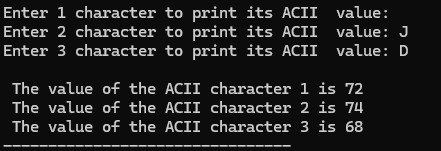 Enter 1 character to print its ACII  value:
Enter 2 character to print its ACII  value: J
Enter 3 character to print its ACII  value: D

 The value of the ACII character 1 is 72
 The value of the ACII character 2 is 74
 The value of the ACII character 3 is 68
--------------------------------